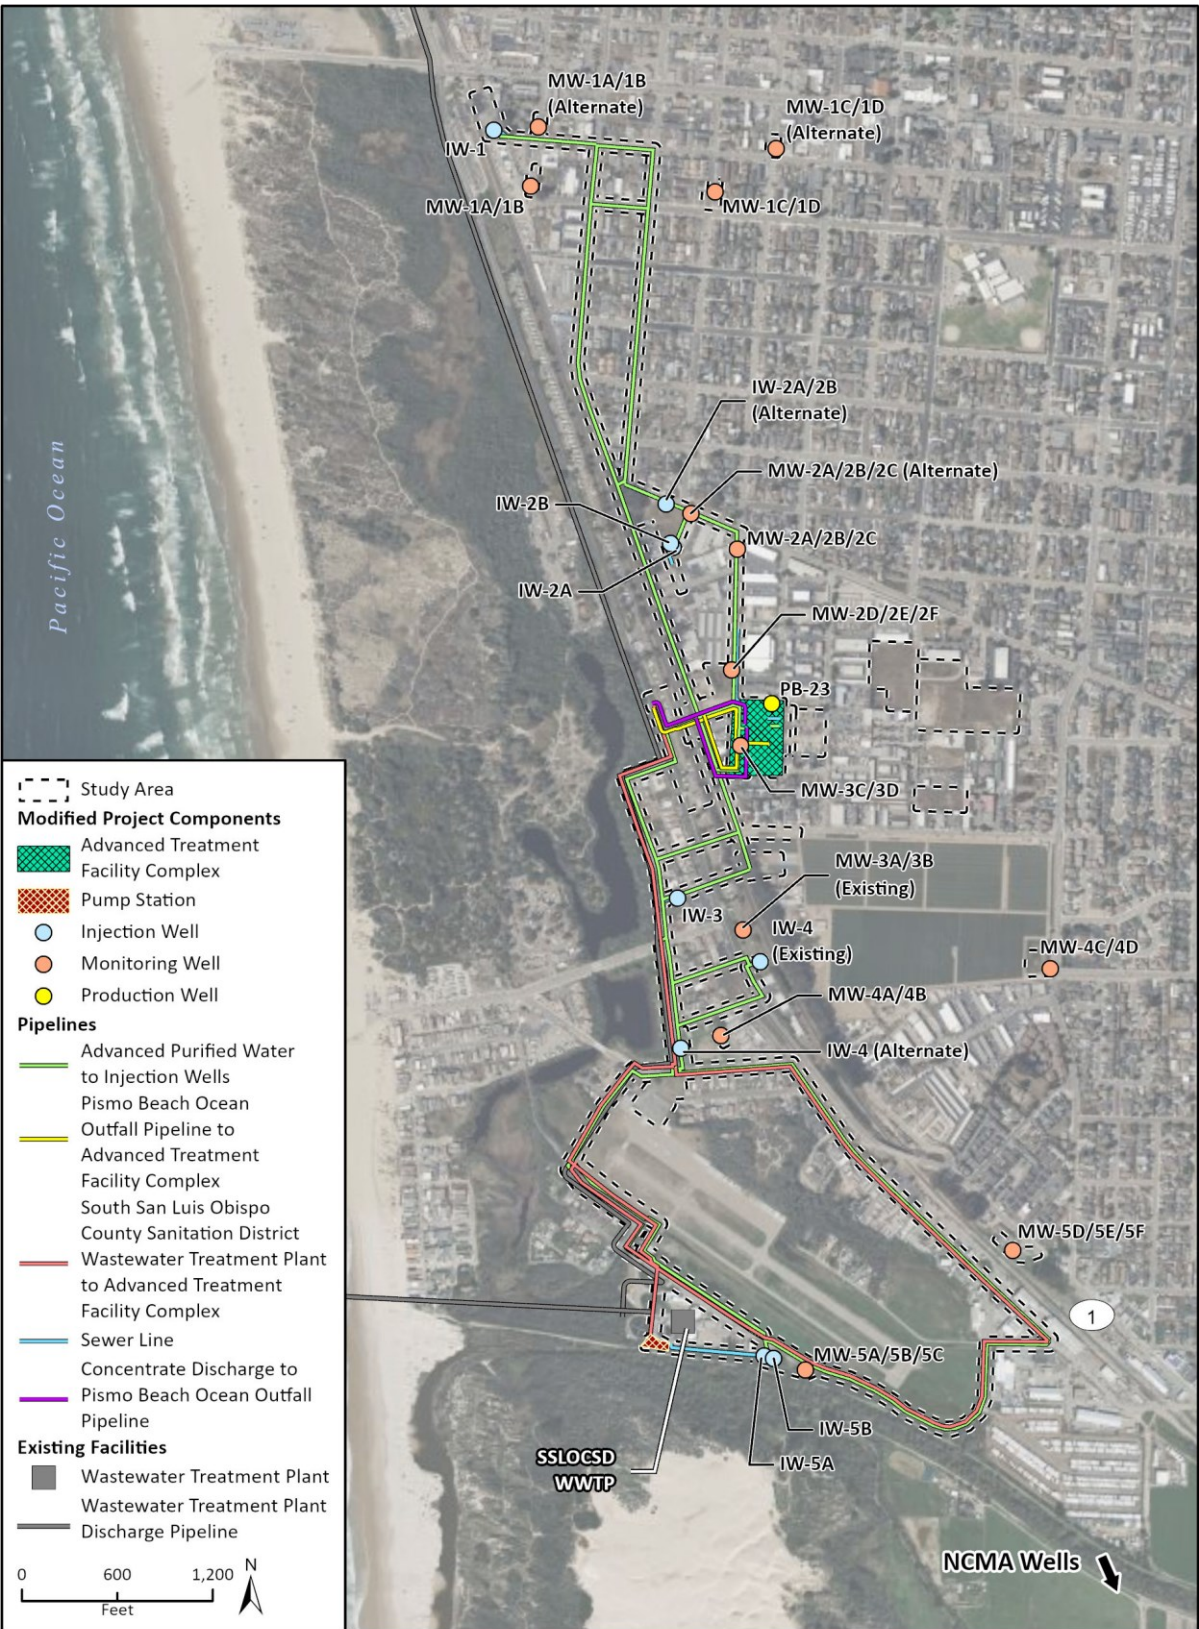 MW-1A/1B
(Alternate)
MW-1C/1D
(Alternate)
IW-1
MW-1A/1B
MW-1C/1D
IW-2A/2B
(Alternate)
MW-2A/2B/2C (Alternate)
IW-2B
MW-2A/2B/2C
IW-2A
MW-2D/2E/2F
PB-23
MW-3C/3D
MW-3A/3B
(Existing)
IW-3
IW-4
(Existing)
MW-4C/4D
MW-4A/4B
IW-4 (Alternate)
MW-5D/5E/5F
1
MW-5A/5B/5C
IW-5B
IW-5A
SSLOCSD
WWTP
NCMA Wells
Pacific Ocean
Study Area
Modified Project Components
Advanced Treatment
Facility Complex
Pump Station
Injection Well
Monitoring Well
Production Well
Pipelines
Advanced Purified Water
to Injection Wells
Pismo Beach Ocean
Outfall Pipeline to
Advanced Treatment
Facility Complex
South San Luis Obispo
County Sanitation District
Wastewater Treatment Plant
to Advanced Treatment
Facility Complex
Sewer Line
Concentrate Discharge to
Pismo Beach Ocean Outfall
Pipeline
Existing Facilities
Wastewater Treatment Plant
Wastewater Treatment Plant
Discharge Pipeline
0 600 1,200
Feet
N